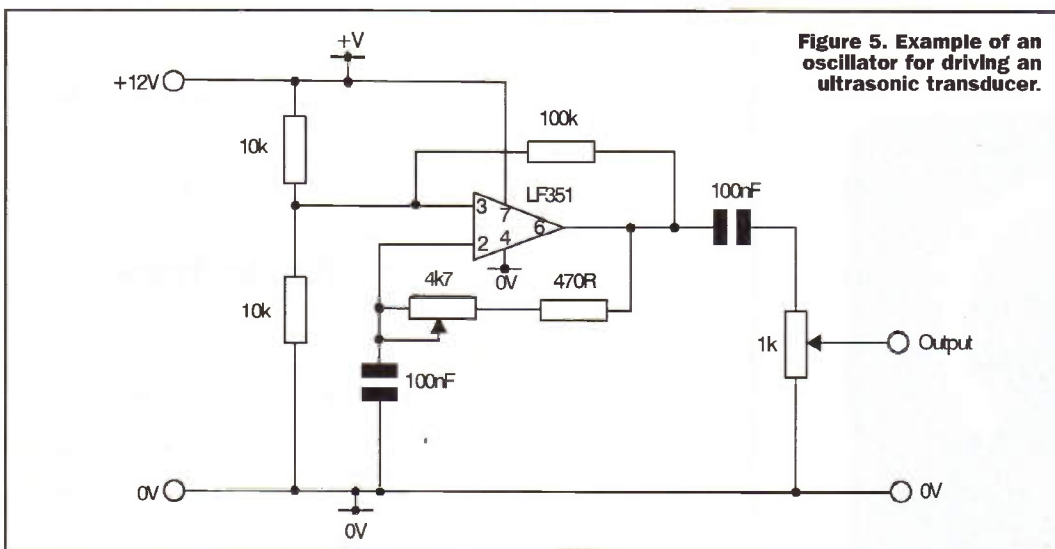 Figure 5. Example of an
oscillator for driving an
ultrasonic transducer.
+V
+12V
10k
100k
LF351
100nF
3
7
6
2
4
0V
4k7
470R
10k
100nF
1k
Output
0V
0V
0V